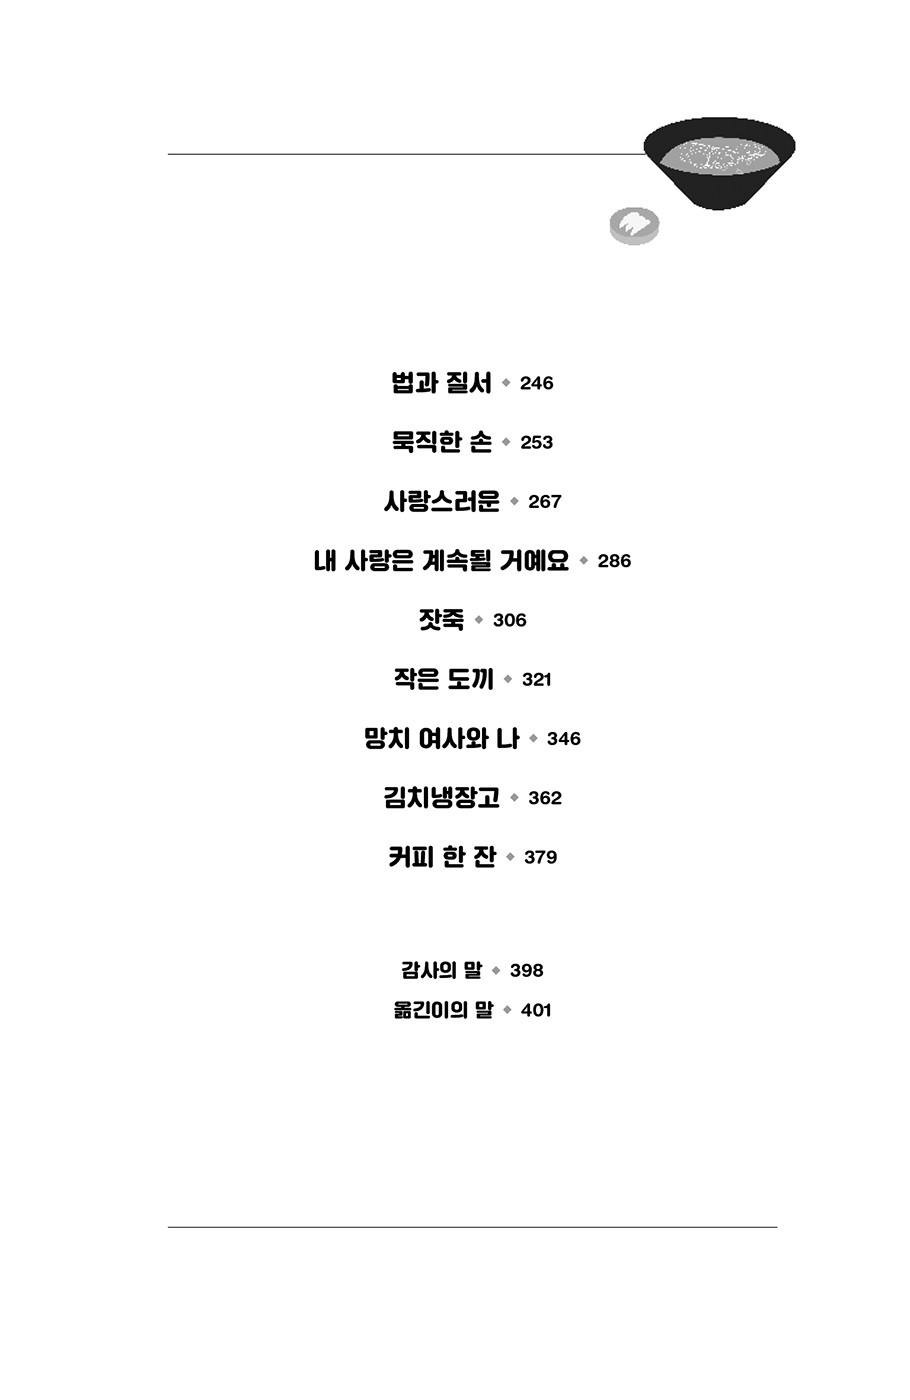 법과 질서 ◆ 246
묵직한 손 ◆ 253
사랑스러운 ◆ 267
내 사랑은 계속될 거예요 ◆ 286
잣죽 ◆ 306
작은 도끼 ◆ 321
망치 여사와 나 ◆ 346
김치냉장고 ◆ 362
커피 한 잔 ◆ 379
감사의 말 ◆ 398
옮긴이의 말 ◆ 401